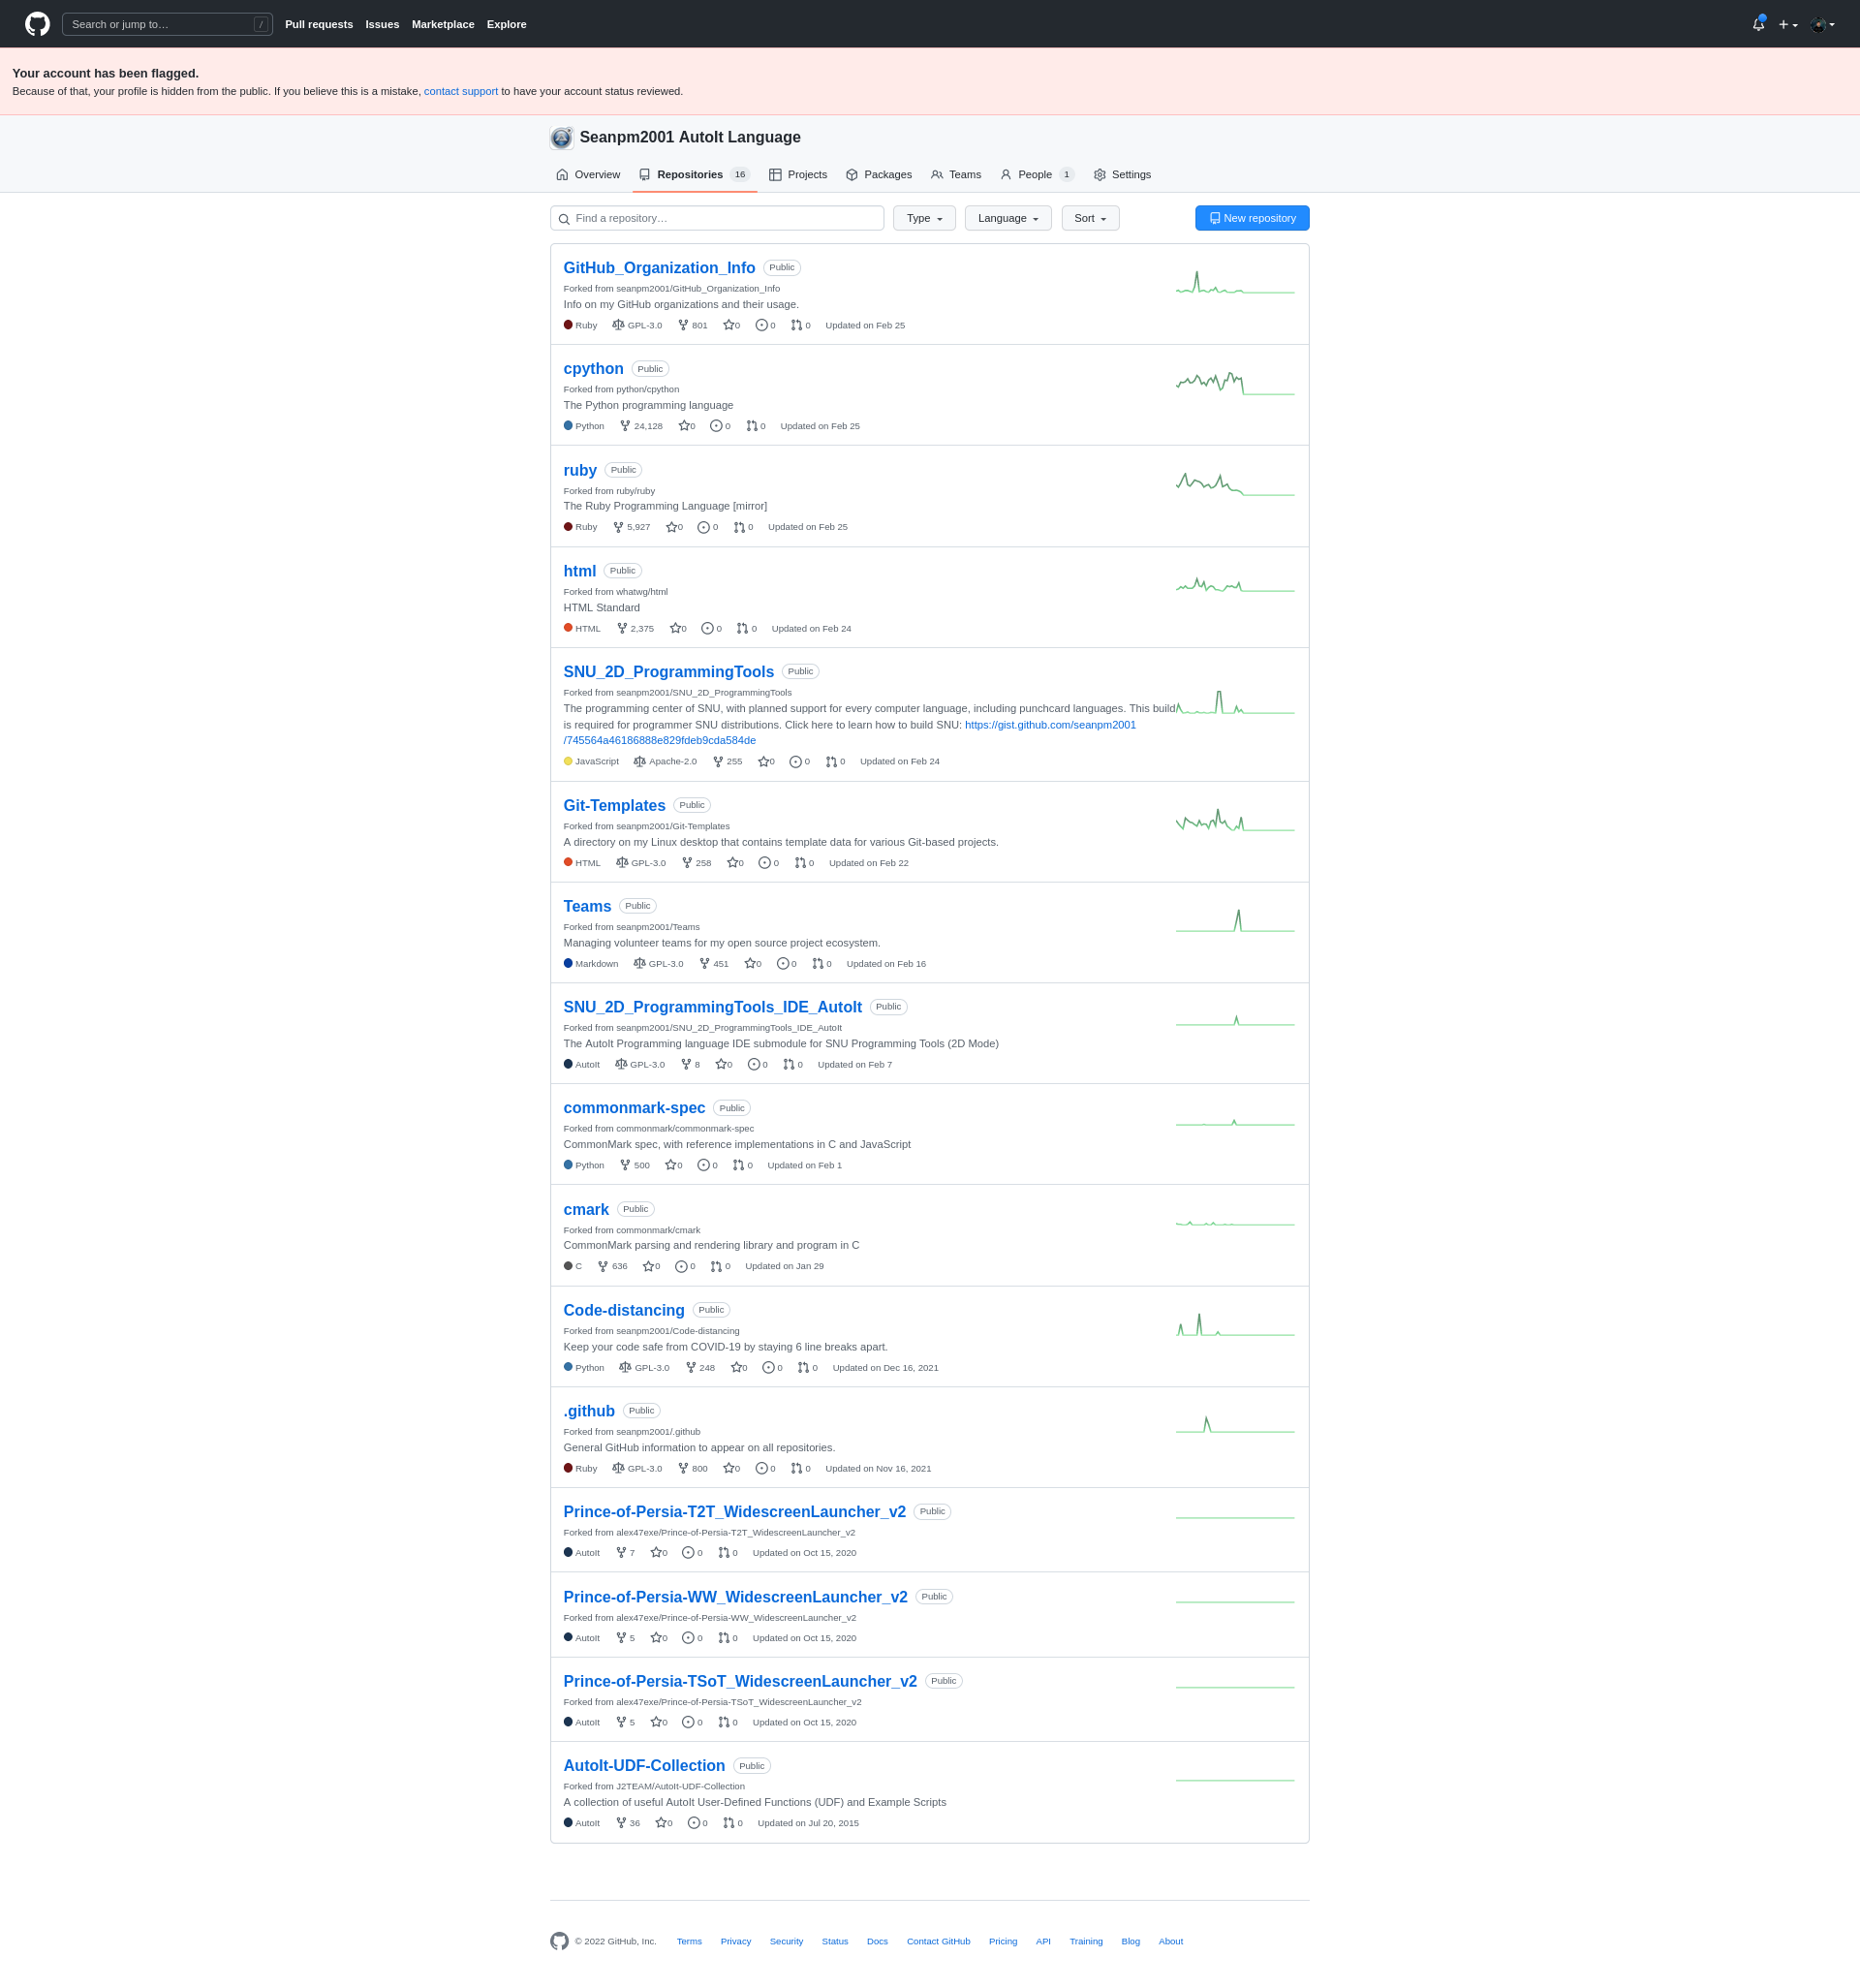 Search or jump to… / Pull requests Issues Marketplace Explore
Your account has been flagged.
Because of that, your profile is hidden from the public. If you believe this is a mistake, contact support to have your account status reviewed.
Seanpm2001 AutoIt Language
Overview Repositories 16 Projects Packages Teams People 1 Settings
Find a repository… Type Language Sort New repository
GitHub_Organization_Info Public
Forked from seanpm2001/GitHub_Organization_Info
Info on my GitHub organizations and their usage.
Ruby GPL-3.0 801 0 0 0 Updated on Feb 25
cpython Public
Forked from python/cpython
The Python programming language
Python 24,128 0 0 0 Updated on Feb 25
ruby Public
Forked from ruby/ruby
The Ruby Programming Language [mirror]
Ruby 5,927 0 0 0 Updated on Feb 25
html Public
Forked from whatwg/html
HTML Standard
HTML 2,375 0 0 0 Updated on Feb 24
SNU_2D_ProgrammingTools Public
Forked from seanpm2001/SNU_2D_ProgrammingTools
The programming center of SNU, with planned support for every computer language, including punchcard languages. This build
is required for programmer SNU distributions. Click here to learn how to build SNU: https://gist.github.com/seanpm2001
/745564a46186888e829fdeb9cda584de
JavaScript Apache-2.0 255 0 0 0 Updated on Feb 24
Git-Templates Public
Forked from seanpm2001/Git-Templates
A directory on my Linux desktop that contains template data for various Git-based projects.
HTML GPL-3.0 258 0 0 0 Updated on Feb 22
Teams Public
Forked from seanpm2001/Teams
Managing volunteer teams for my open source project ecosystem.
Markdown GPL-3.0 451 0 0 0 Updated on Feb 16
SNU_2D_ProgrammingTools_IDE_AutoIt Public
Forked from seanpm2001/SNU_2D_ProgrammingTools_IDE_AutoIt
The AutoIt Programming language IDE submodule for SNU Programming Tools (2D Mode)
AutoIt GPL-3.0 8 0 0 0 Updated on Feb 7
commonmark-spec Public
Forked from commonmark/commonmark-spec
CommonMark spec, with reference implementations in C and JavaScript
Python 500 0 0 0 Updated on Feb 1
cmark Public
Forked from commonmark/cmark
CommonMark parsing and rendering library and program in C
C 636 0 0 0 Updated on Jan 29
Code-distancing Public
Forked from seanpm2001/Code-distancing
Keep your code safe from COVID-19 by staying 6 line breaks apart.
Python GPL-3.0 248 0 0 0 Updated on Dec 16, 2021
.github Public
Forked from seanpm2001/.github
General GitHub information to appear on all repositories.
Ruby GPL-3.0 800 0 0 0 Updated on Nov 16, 2021
Prince-of-Persia-T2T_WidescreenLauncher_v2 Public
Forked from alex47exe/Prince-of-Persia-T2T_WidescreenLauncher_v2
AutoIt 7 0 0 0 Updated on Oct 15, 2020
Prince-of-Persia-WW_WidescreenLauncher_v2 Public
Forked from alex47exe/Prince-of-Persia-WW_WidescreenLauncher_v2
AutoIt 5 0 0 0 Updated on Oct 15, 2020
Prince-of-Persia-TSoT_WidescreenLauncher_v2 Public
Forked from alex47exe/Prince-of-Persia-TSoT_WidescreenLauncher_v2
AutoIt 5 0 0 0 Updated on Oct 15, 2020
AutoIt-UDF-Collection Public
Forked from J2TEAM/AutoIt-UDF-Collection
A collection of useful AutoIt User-Defined Functions (UDF) and Example Scripts
AutoIt 36 0 0 0 Updated on Jul 20, 2015
© 2022 GitHub, Inc. Terms Privacy Security Status Docs Contact GitHub Pricing API Training Blog About